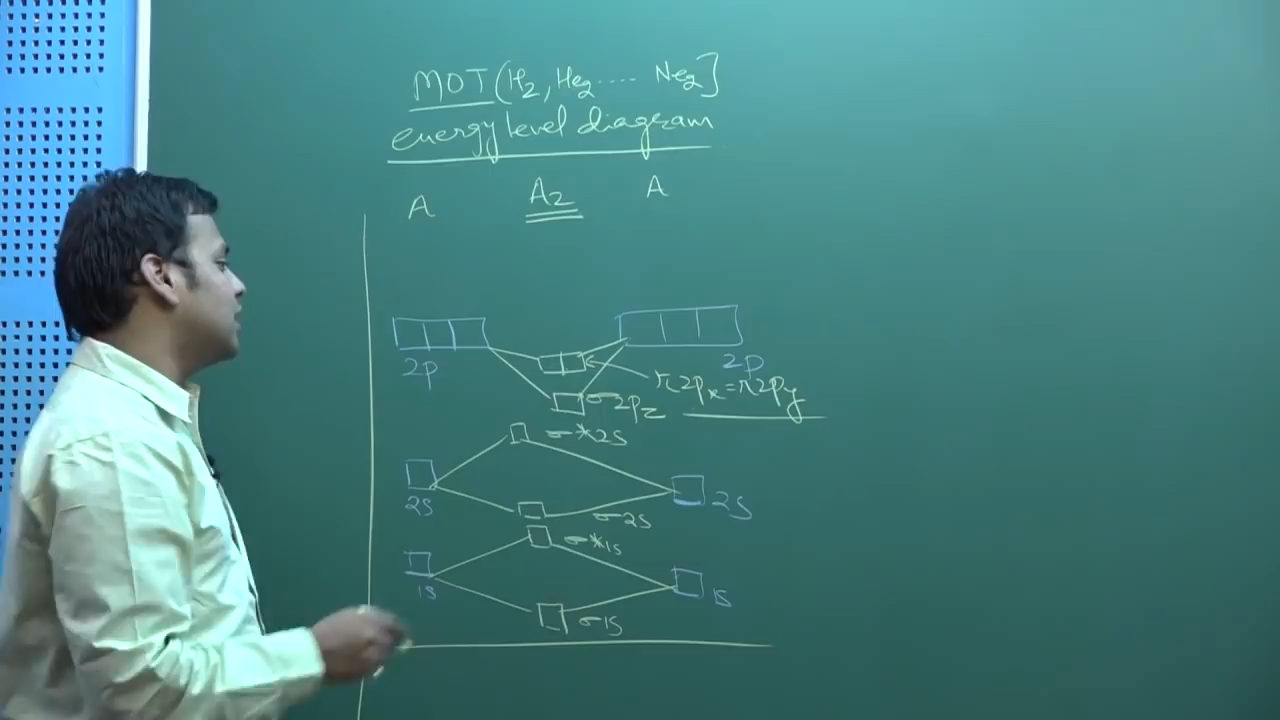 MOT (H2, He2 .... Ne2]
energy level diagram
A A2 A
2p 2p
π2px = π2py
σ2pz
σ*2s
2s 2s
σ2s
σ*1s
1s 1s
σ1s